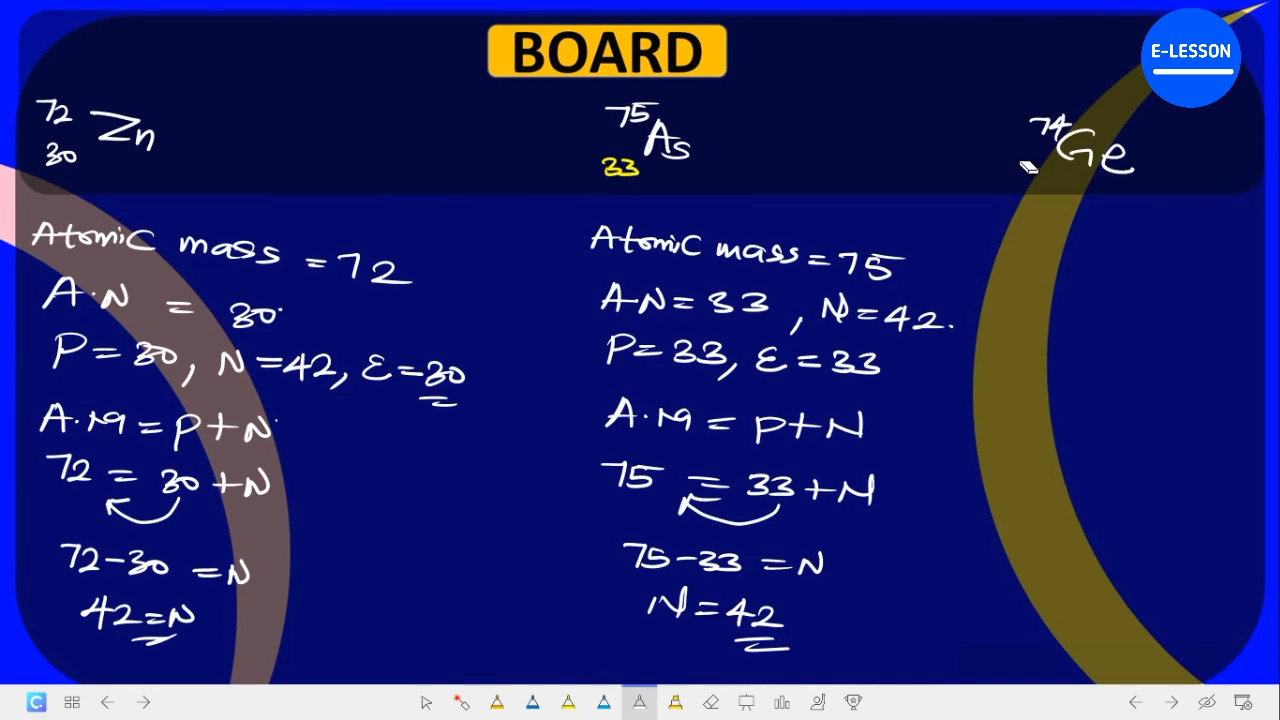 BOARD
E-LESSON
72
30 Zn
75
33 As
74 Ge
Atomic mass = 72
A.N = 30
P = 30, N = 42, E = 30
A.M = P + N
72 = 30 + N
72 - 30 = N
42 = N
Atomic mass = 75
A.N = 33, N = 42.
P = 33, E = 33
A.M = P + N
75 = 33 + N
75 - 33 = N
N = 42